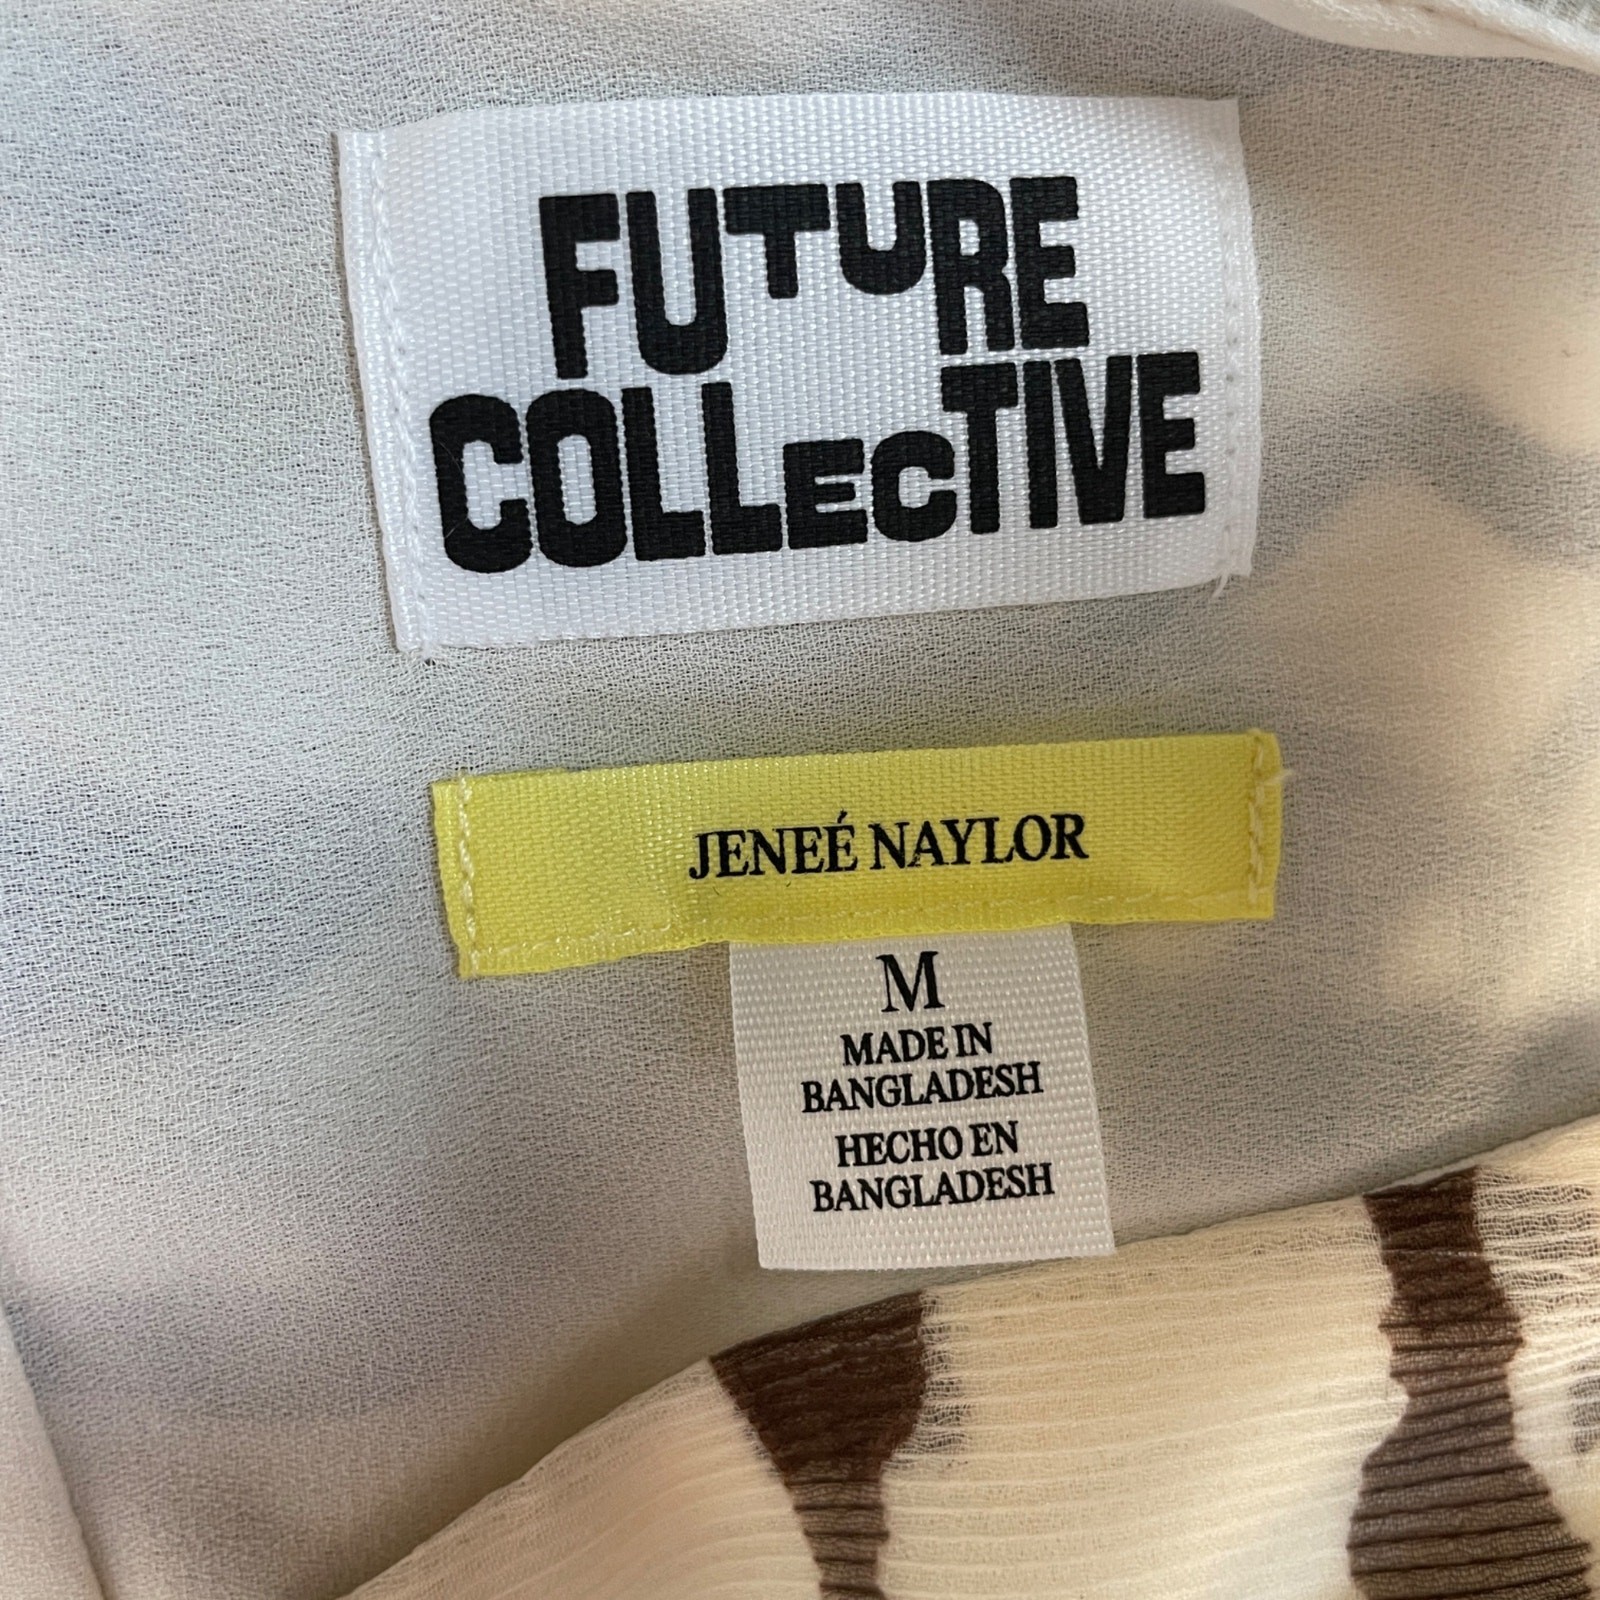 FUTURE
COLLECTIVE
JENEÉ NAYLOR
M
MADE IN
BANGLADESH
HECHO EN
BANGLADESH